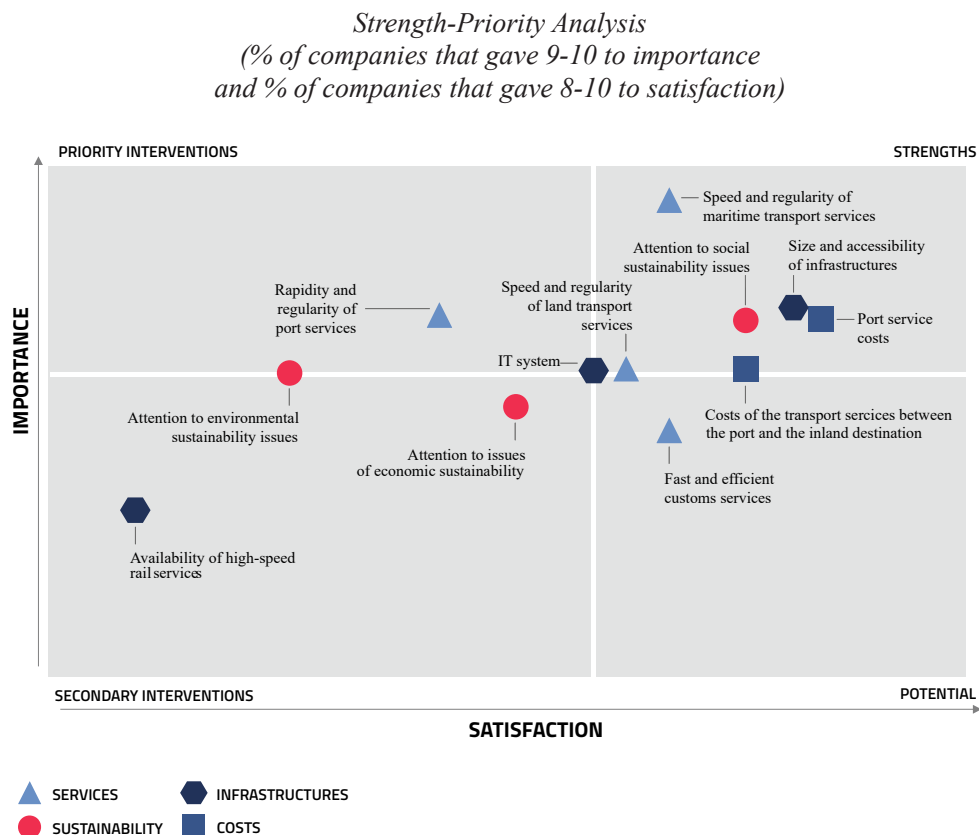 Strength-Priority Analysis
(% of companies that gave 9-10 to importance
and % of companies that gave 8-10 to satisfaction)
PRIORITY INTERVENTIONS
STRENGTHS
Speed and regularity of
maritime transport services
Attention to social
sustainability issues
Size and accessibility
of infrastructures
Rapidity and
regularity of
port services
Speed and regularity
of land transport
services
Port service
costs
IT system
IMPORTANCE
Attention to environmental
sustainability issues
Costs of the transport sercices between
the port and the inland destination
Attention to issues
of economic sustainability
Fast and efficient
customs services
Availability of high-speed
rail services
SECONDARY INTERVENTIONS
POTENTIAL
SATISFACTION
SERVICES
INFRASTRUCTURES
SUSTAINABILITY
COSTS